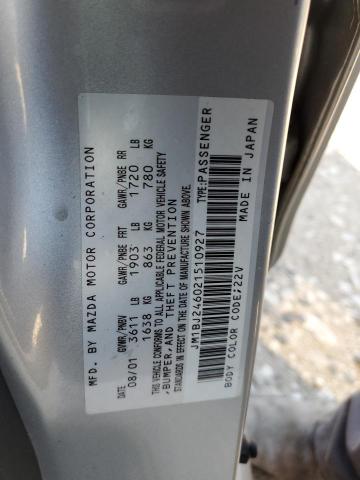 MFD. BY MAZDA MOTOR CORPORATION
DATE GVWR/PNBV GAWR/PNBE FRT GAWR/PNBE RR
08/01 3611 LB 1903 LB 1720 LB
1638 KG 863 KG 780 KG
THIS VEHICLE CONFORMS TO ALL APPLICABLE FEDERAL MOTOR VEHICLE SAFETY
,BUMPER,AND THEFT PREVENTION
STANDARDS IN EFFECT ON THE DATE OF MANUFACTURE SHOWN ABOVE.
JM1BJ246021510927 TYPE:PASSENGER
BODY COLOR CODE:22V MADE IN JAPAN